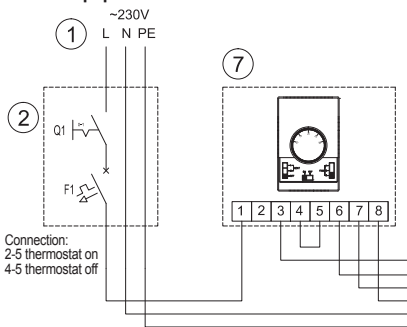 ~230V
1 L N PE
7
2
Q1
F1
1 2 3 4 5 6 7 8
Connection:
2-5 thermostat on
4-5 thermostat off